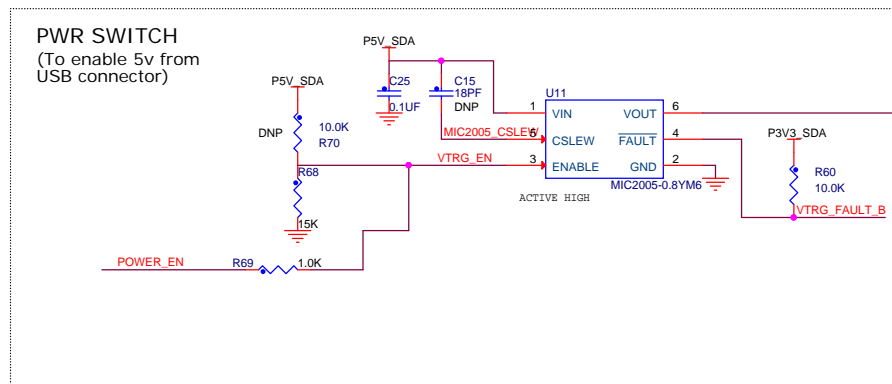 PWR SWITCH
(To enable 5v from
USB connector)
P5V_SDA
P5V_SDA
C25
0.1UF
C15
18PF
DNP
DNP
10.0K
R70
R68
15K
MIC2005_CSLEW
VTRG_EN
POWER_EN
R69
1.0K
U11
1
VIN
VOUT
6
5
CSLEW
FAULT
4
3
ENABLE
GND
2
MIC2005-0.8YM6
ACTIVE HIGH
P3V3_SDA
R60
10.0K
VTRG_FAULT_B